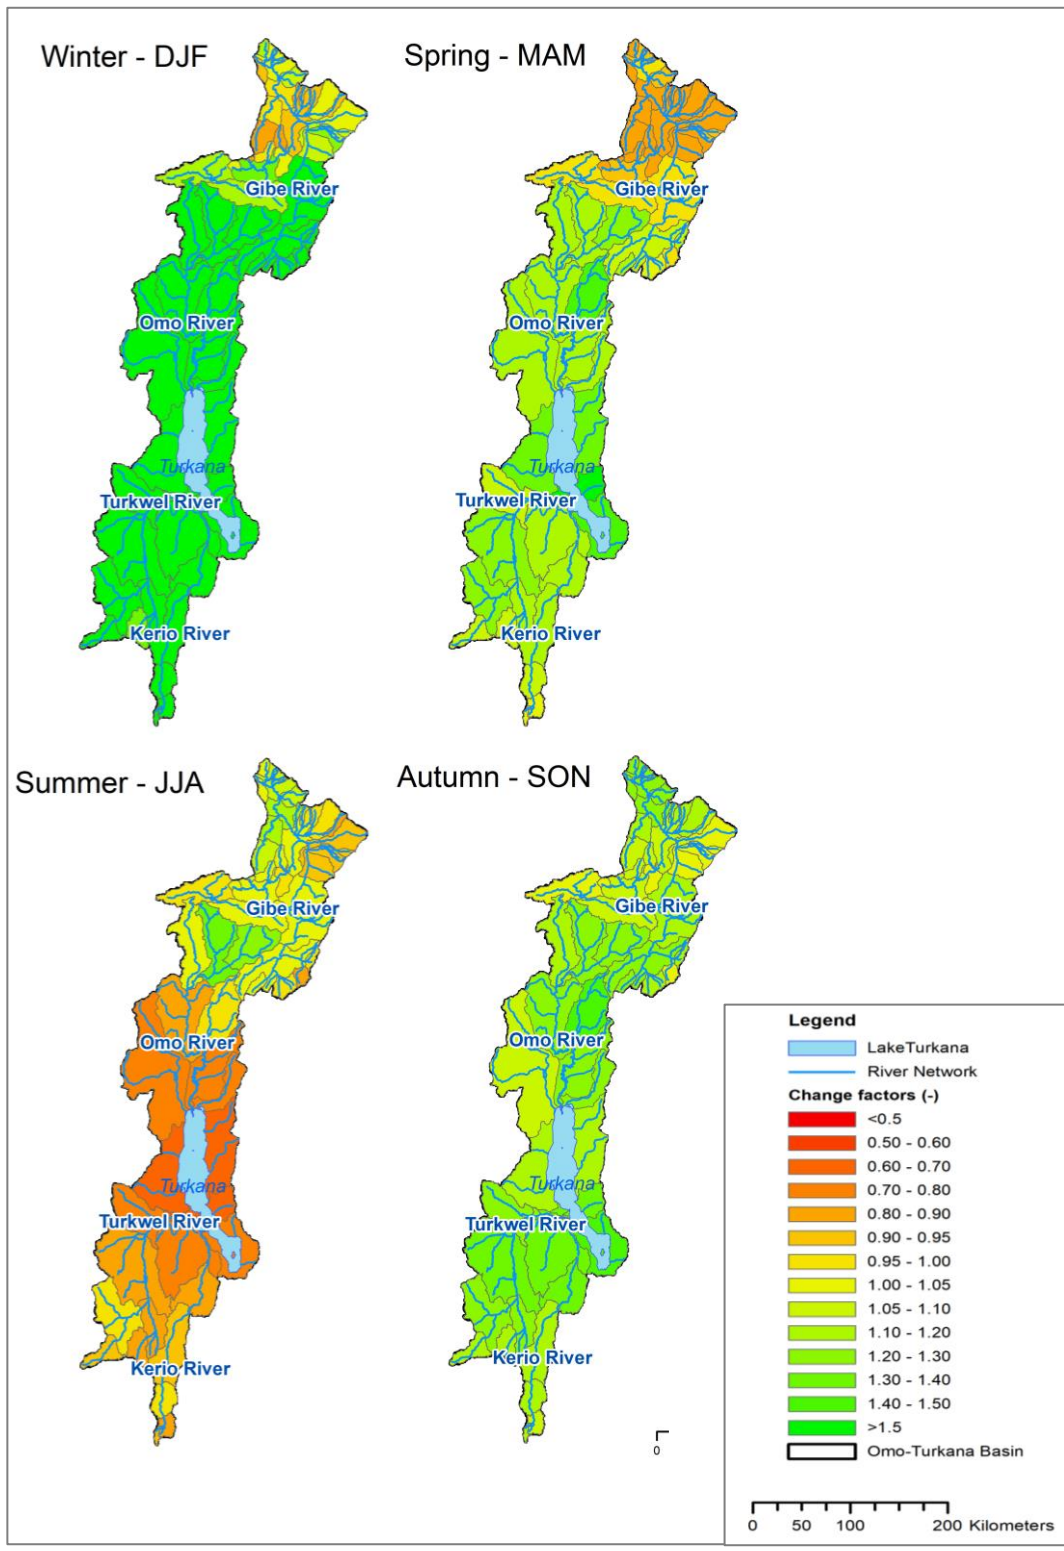 Winter - DJF
Spring - MAM
Gibe River
Gibe River
Omo River
Omo River
Turkana
Turkana
Turkwel River
Turkwel River
Kerio River
Kerio River
Summer - JJA
Autumn - SON
Gibe River
Gibe River
Omo River
Omo River
Turkana
Turkana
Turkwel River
Turkwel River
Kerio River
Kerio River
0
Legend
LakeTurkana
River Network
Change factors (-)
<0.5
0.50 - 0.60
0.60 - 0.70
0.70 - 0.80
0.80 - 0.90
0.90 - 0.95
0.95 - 1.00
1.00 - 1.05
1.05 - 1.10
1.10 - 1.20
1.20 - 1.30
1.30 - 1.40
1.40 - 1.50
>1.5
Omo-Turkana Basin
0 50 100 200 Kilometers